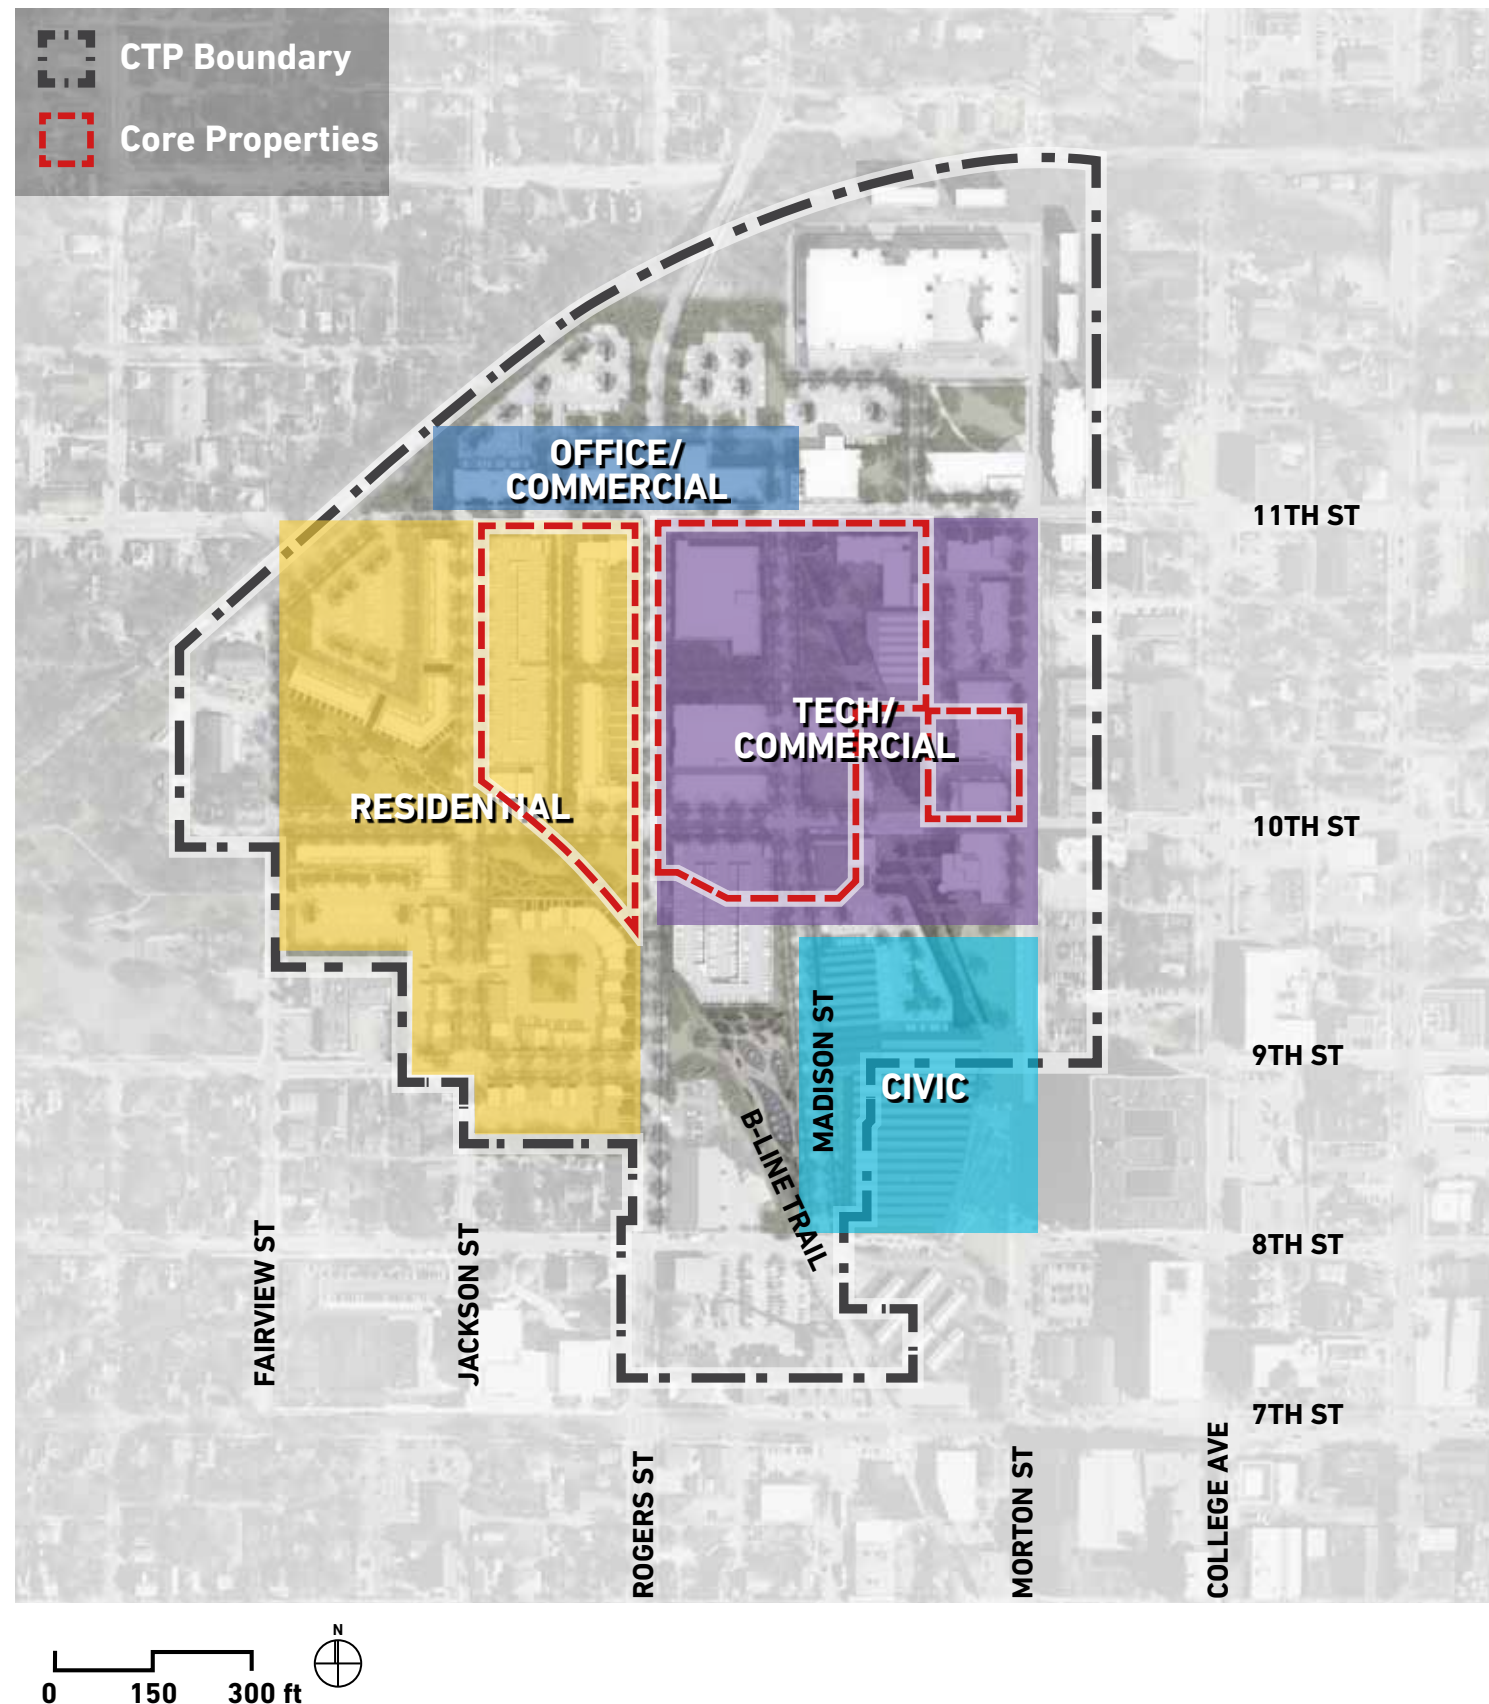 CTP Boundary
Core Properties
OFFICE/
COMMERCIAL
11TH ST
TECH/
COMMERCIAL
RESIDENTIAL
10TH ST
MADISON ST
9TH ST
CIVIC
B-LINE TRAIL
FAIRVIEW ST
JACKSON ST
8TH ST
7TH ST
ROGERS ST
MORTON ST
COLLEGE AVE
N
0 150 300 ft